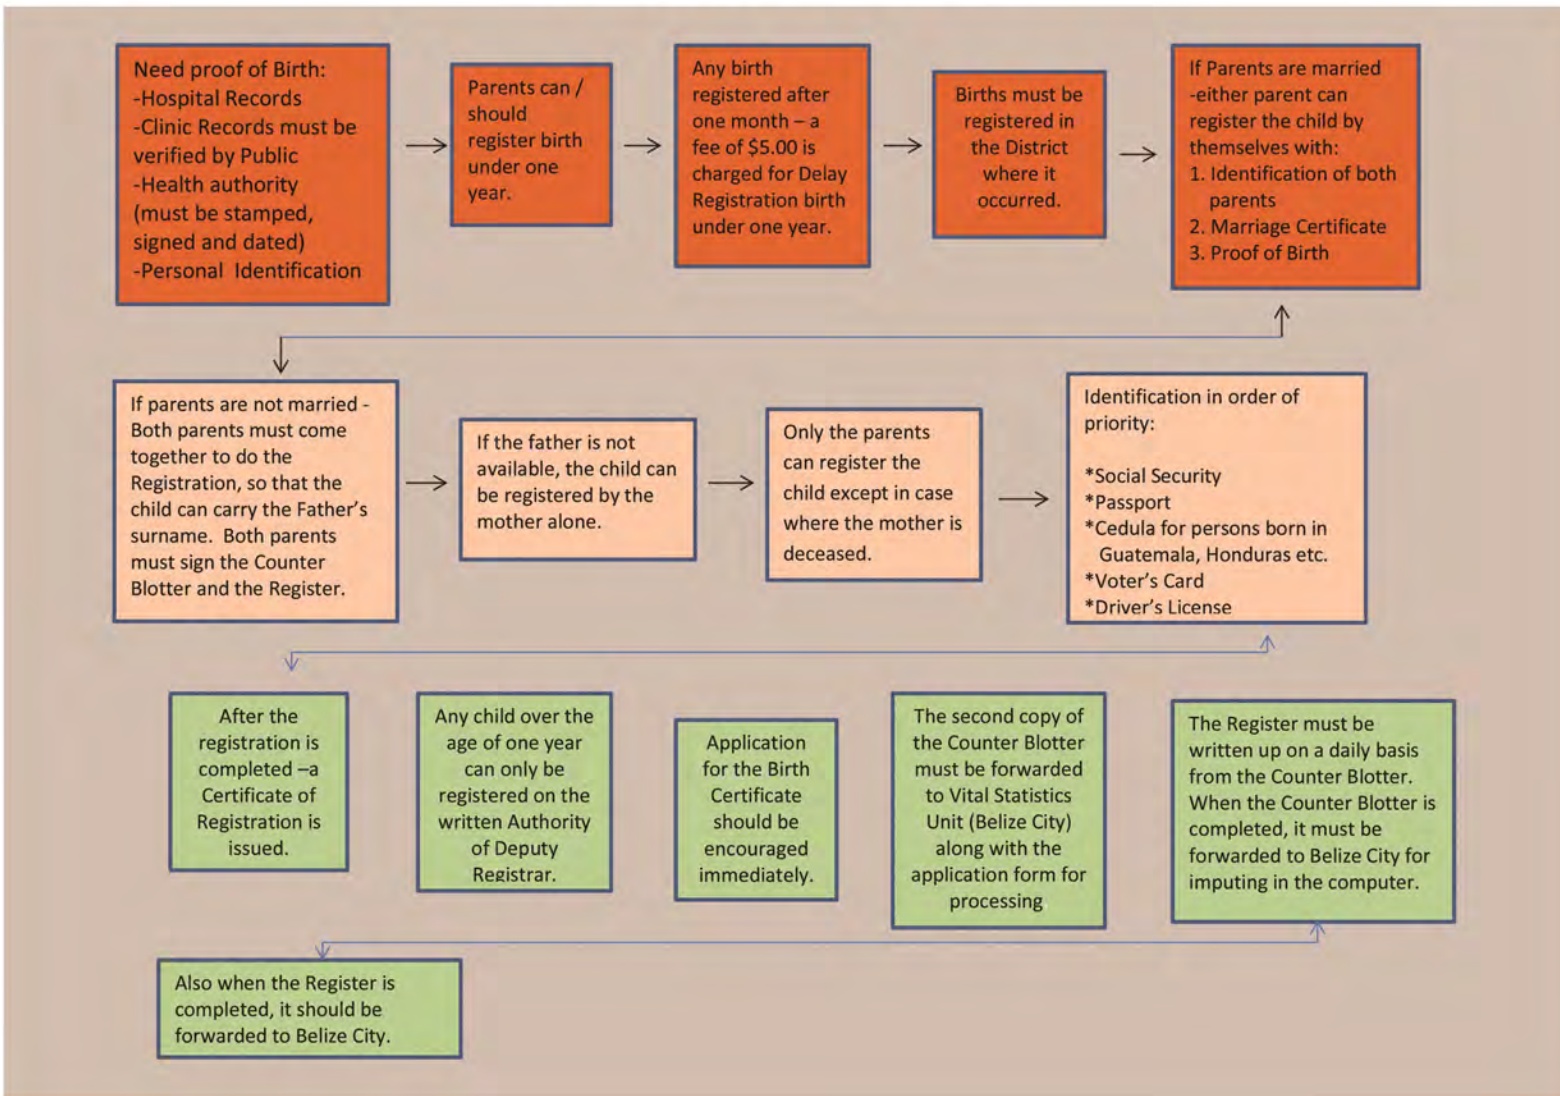 Need proof of Birth:
-Hospital Records
-Clinic Records must be
verified by Public
-Health authority
(must be stamped,
signed and dated)
-Personal Identification
Parents can /
should
register birth
under one
year.
Any birth
registered after
one month – a
fee of $5.00 is
charged for Delay
Registration birth
under one year.
Births must be
registered in
the District
where it
occurred.
If Parents are married
-either parent can
register the child by
themselves with:
1. Identification of both
parents
2. Marriage Certificate
3. Proof of Birth
If parents are not married -
Both parents must come
together to do the
Registration, so that the
child can carry the Father’s
surname. Both parents
must sign the Counter
Blotter and the Register.
If the father is not
available, the child can
be registered by the
mother alone.
Only the parents
can register the
child except in case
where the mother is
deceased.
Identification in order of
priority:
*Social Security
*Passport
*Cedula for persons born in
Guatemala, Honduras etc.
*Voter’s Card
*Driver’s License
After the
registration is
completed –a
Certificate of
Registration is
issued.
Any child over the
age of one year
can only be
registered on the
written Authority
of Deputy
Registrar.
Application
for the Birth
Certificate
should be
encouraged
immediately.
The second copy of
the Counter Blotter
must be forwarded
to Vital Statistics
Unit (Belize City)
along with the
application form for
processing
The Register must be
written up on a daily basis
from the Counter Blotter.
When the Counter Blotter is
completed, it must be
forwarded to Belize City for
imputing in the computer.
Also when the Register is
completed, it should be
forwarded to Belize City.